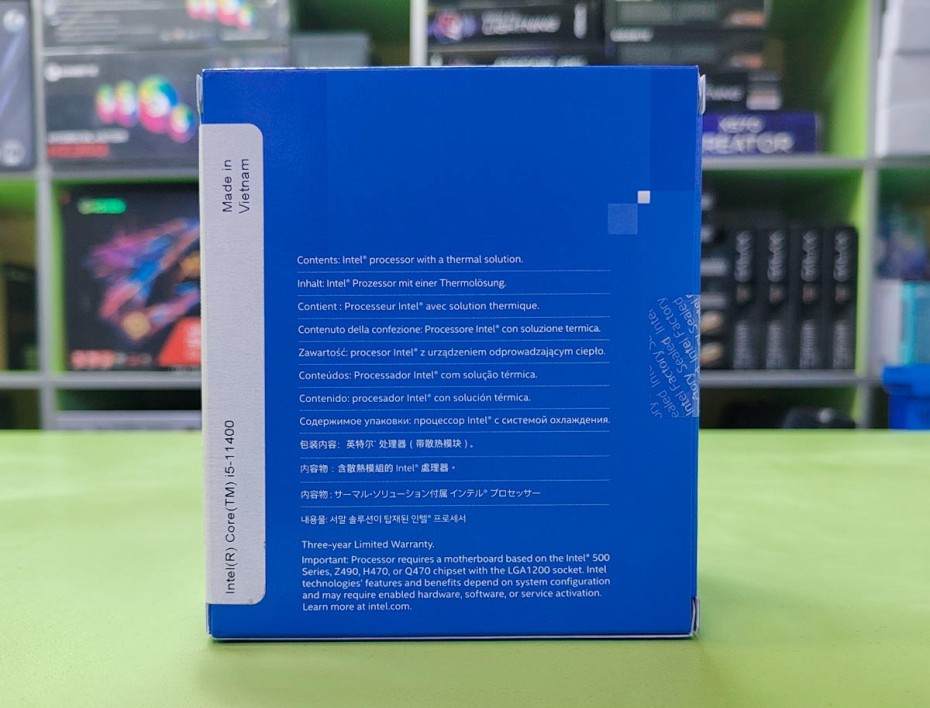 Made in
Vietnam
Intel(R) Core(TM) i5-11400
Contents: Intel® processor with a thermal solution.
Inhalt: Intel® Prozessor mit einer Thermolösung.
Contient : Processeur Intel® avec solution thermique.
Contenuto della confezione: Processore Intel® con soluzione termica.
Zawartość: procesor Intel® z urządzeniem odprowadzającym ciepło.
Conteúdos: Processador Intel® com solução térmica.
Contenido: procesador Intel® con solución térmica.
Содержимое упаковки: процессор Intel® с системой охлаждения.
包装内容：英特尔® 处理器（带散热模块）。
內容物：含散熱模組的 Intel® 處理器。
内容物 : サーマル・ソリューション付属 インテル® プロセッサー
내용물: 서말 솔루션이 탑재된 인텔® 프로세서
Three-year Limited Warranty.
Important: Processor requires a motherboard based on the Intel® 500
Series, Z490, H470, or Q470 chipset with the LGA1200 socket. Intel
technologies' features and benefits depend on system configuration
and may require enabled hardware, software, or service activation.
Learn more at intel.com.
Sealed
Intel Factory
Intel Factory Sealed